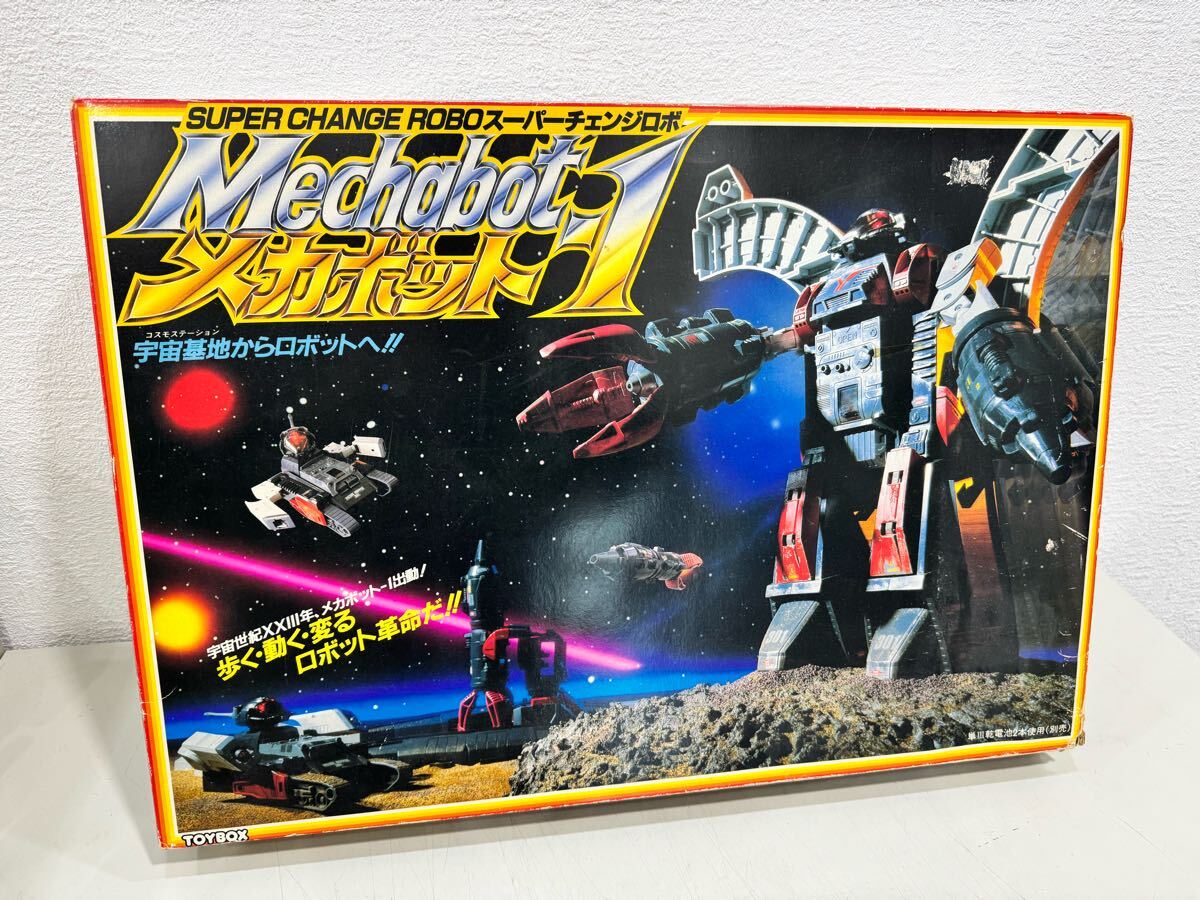 SUPER CHANGE ROBOスーパーチェンジロボ
Mechabot-1
メカボット-1
コスモステーション
宇宙基地からロボットへ!!
OPEN
宇宙世紀XXIII年、メカボット-1出動!
歩く・動く・変る
ロボット革命だ!!
001
001
単III乾電池2本使用(別売)
TOYBOX